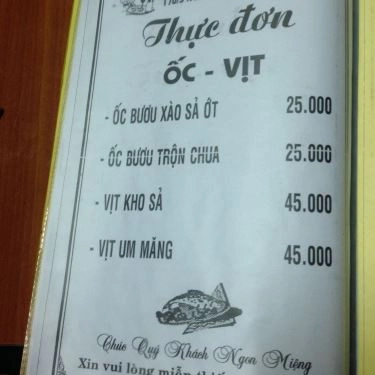 Thực đơn
ỐC - VỊT
- ỐC BƯƠU XÀO SẢ ỚT 25.000
- ỐC BƯƠU TRỘN CHUA 25.000
- VỊT KHO SẢ 45.000
- VỊT UM MĂNG 45.000
Chúc Quý Khách Ngon Miệng
Xin vui lòng miễn